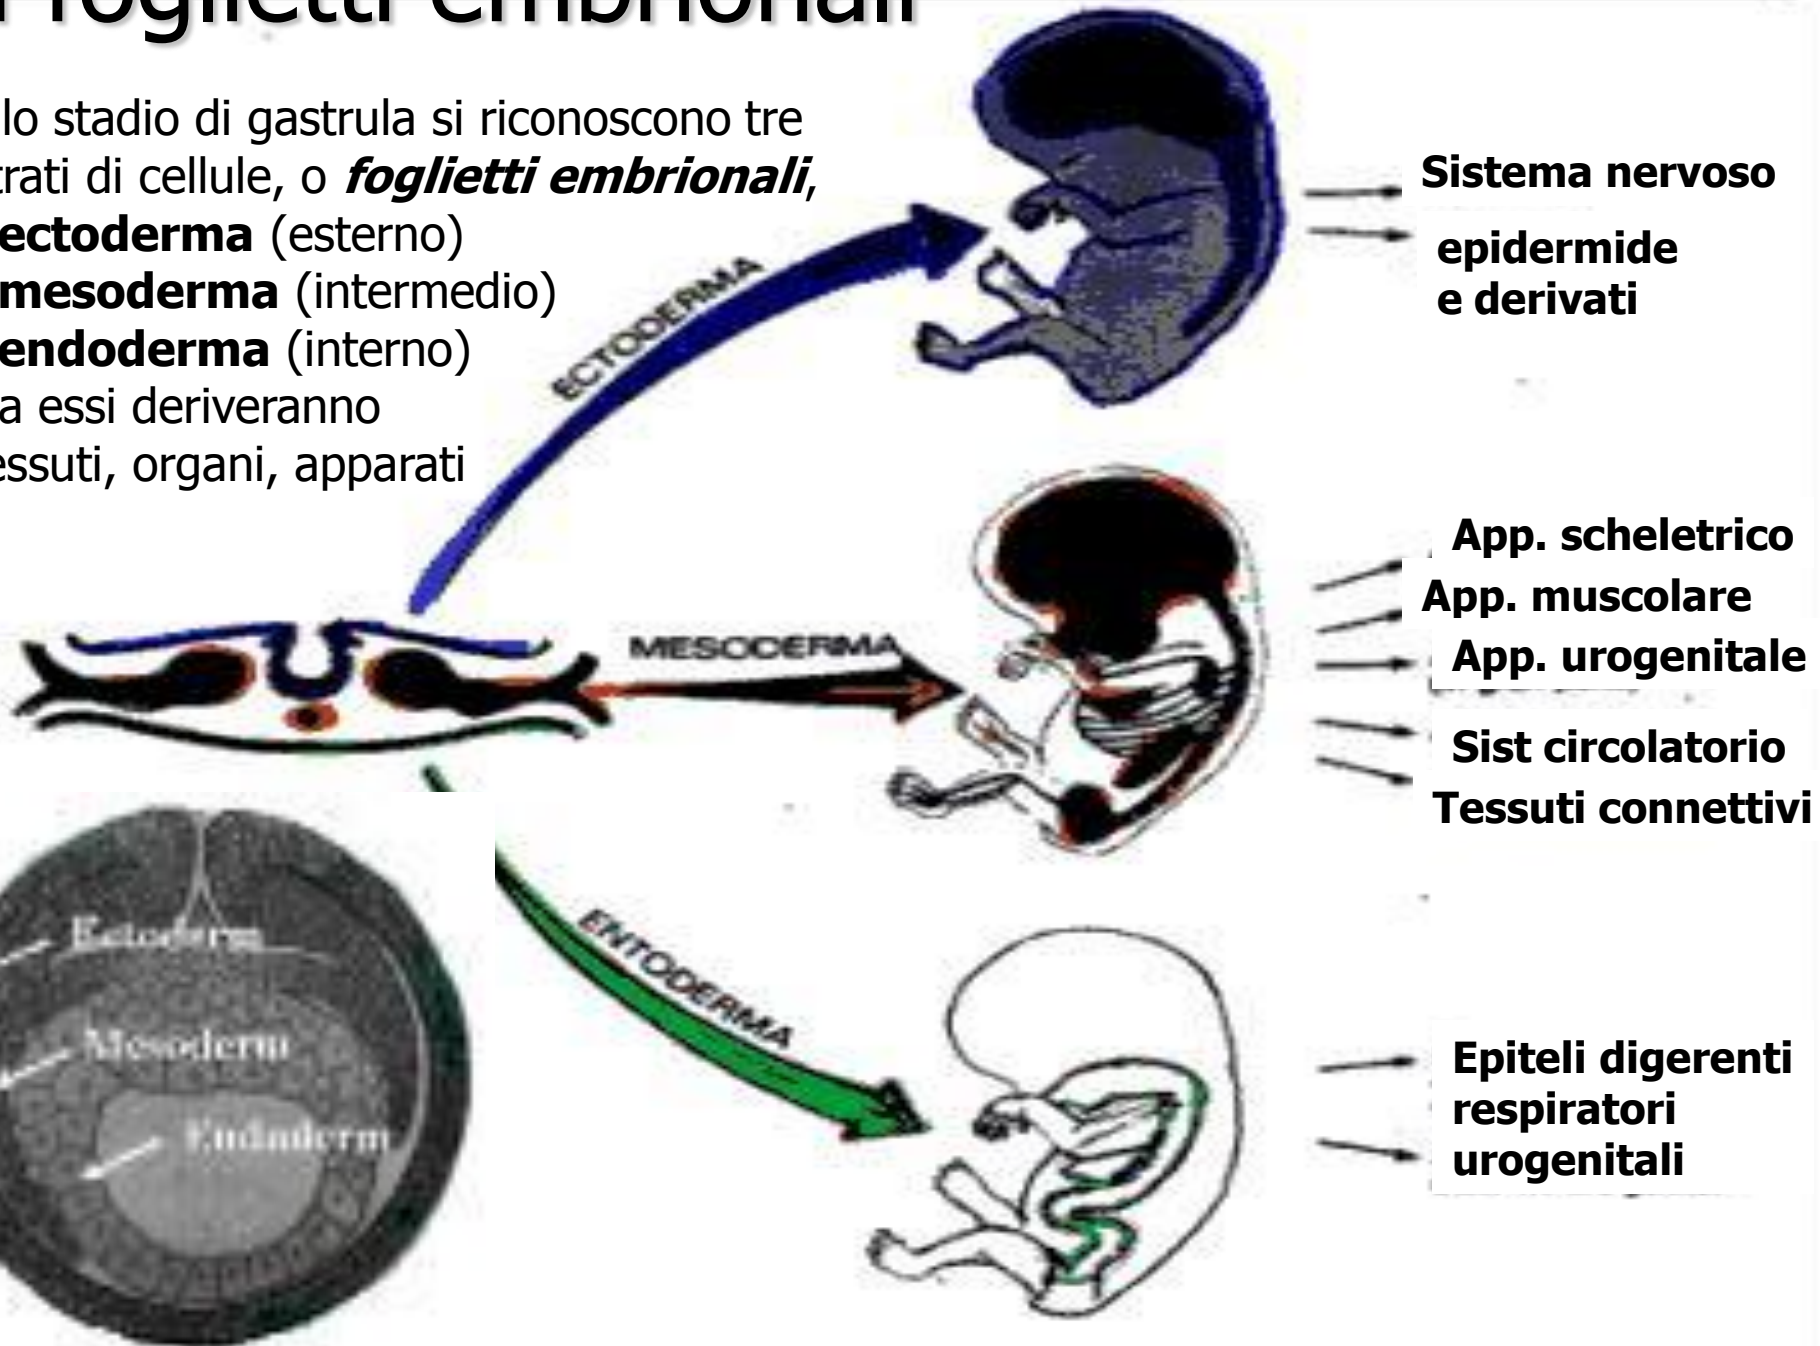 foglietti embrionali
lo stadio di gastrula si riconoscono tre
trati di cellule, o foglietti embrionali,
ectoderma (esterno)
mesoderma (intermedio)
endoderma (interno)
a essi deriveranno
essuti, organi, apparati
ECTODERMA
Sistema nervoso
epidermide
e derivati
MESODERMA
App. scheletrico
App. muscolare
App. urogenitale
Sist circolatorio
Tessuti connettivi
Ectoderm
Mesoderm
Endoderm
ENTODERMA
Epiteli digerenti
respiratori
urogenitali